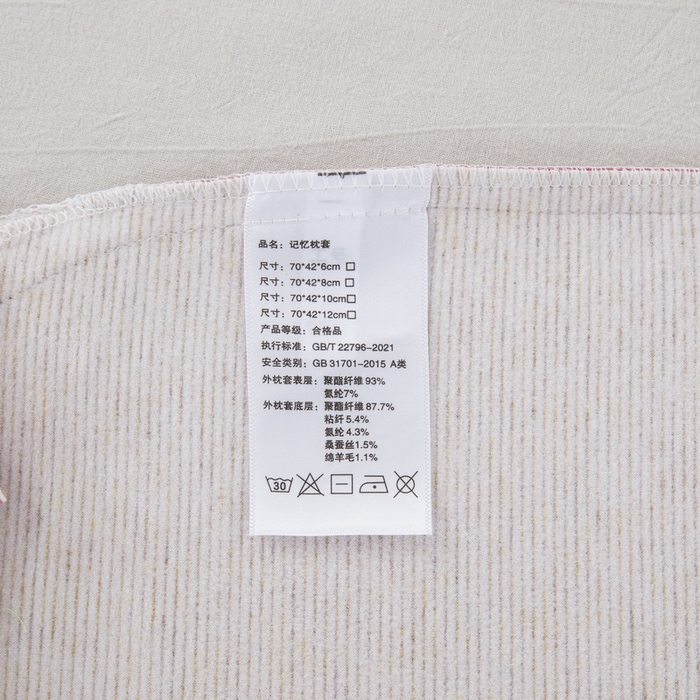 品名：记忆枕套
尺寸：70*42*6cm □
尺寸：70*42*8cm □
尺寸：70*42*10cm□
尺寸：70*42*12cm□
产品等级：合格品
执行标准：GB/T 22796-2021
安全类别：GB 31701-2015 A类
外枕套表层：聚酯纤维93%
氨纶7%
外枕套底层：聚酯纤维87.7%
粘纤5.4%
氨纶4.3%
桑蚕丝1.5%
绵羊毛1.1%
30